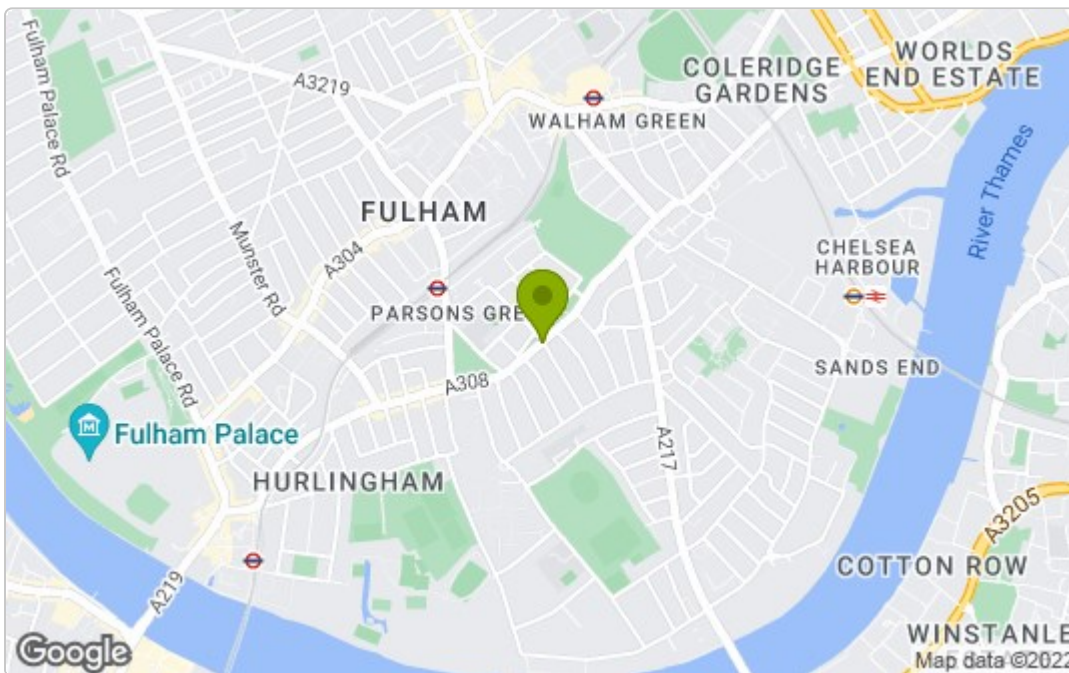 Fulham Palace Rd
A3219
COLERIDGE
GARDENS
WORLDS
END ESTATE
WALHAM GREEN
River Thames
FULHAM
Munster Rd
A304
CHELSEA
HARBOUR
Fulham Palace Rd
PARSONS GRE
A308
SANDS END
Fulham Palace
A217
HURLINGHAM
A3205
COTTON ROW
A219
WINSTANLE
Google
Map data ©2022